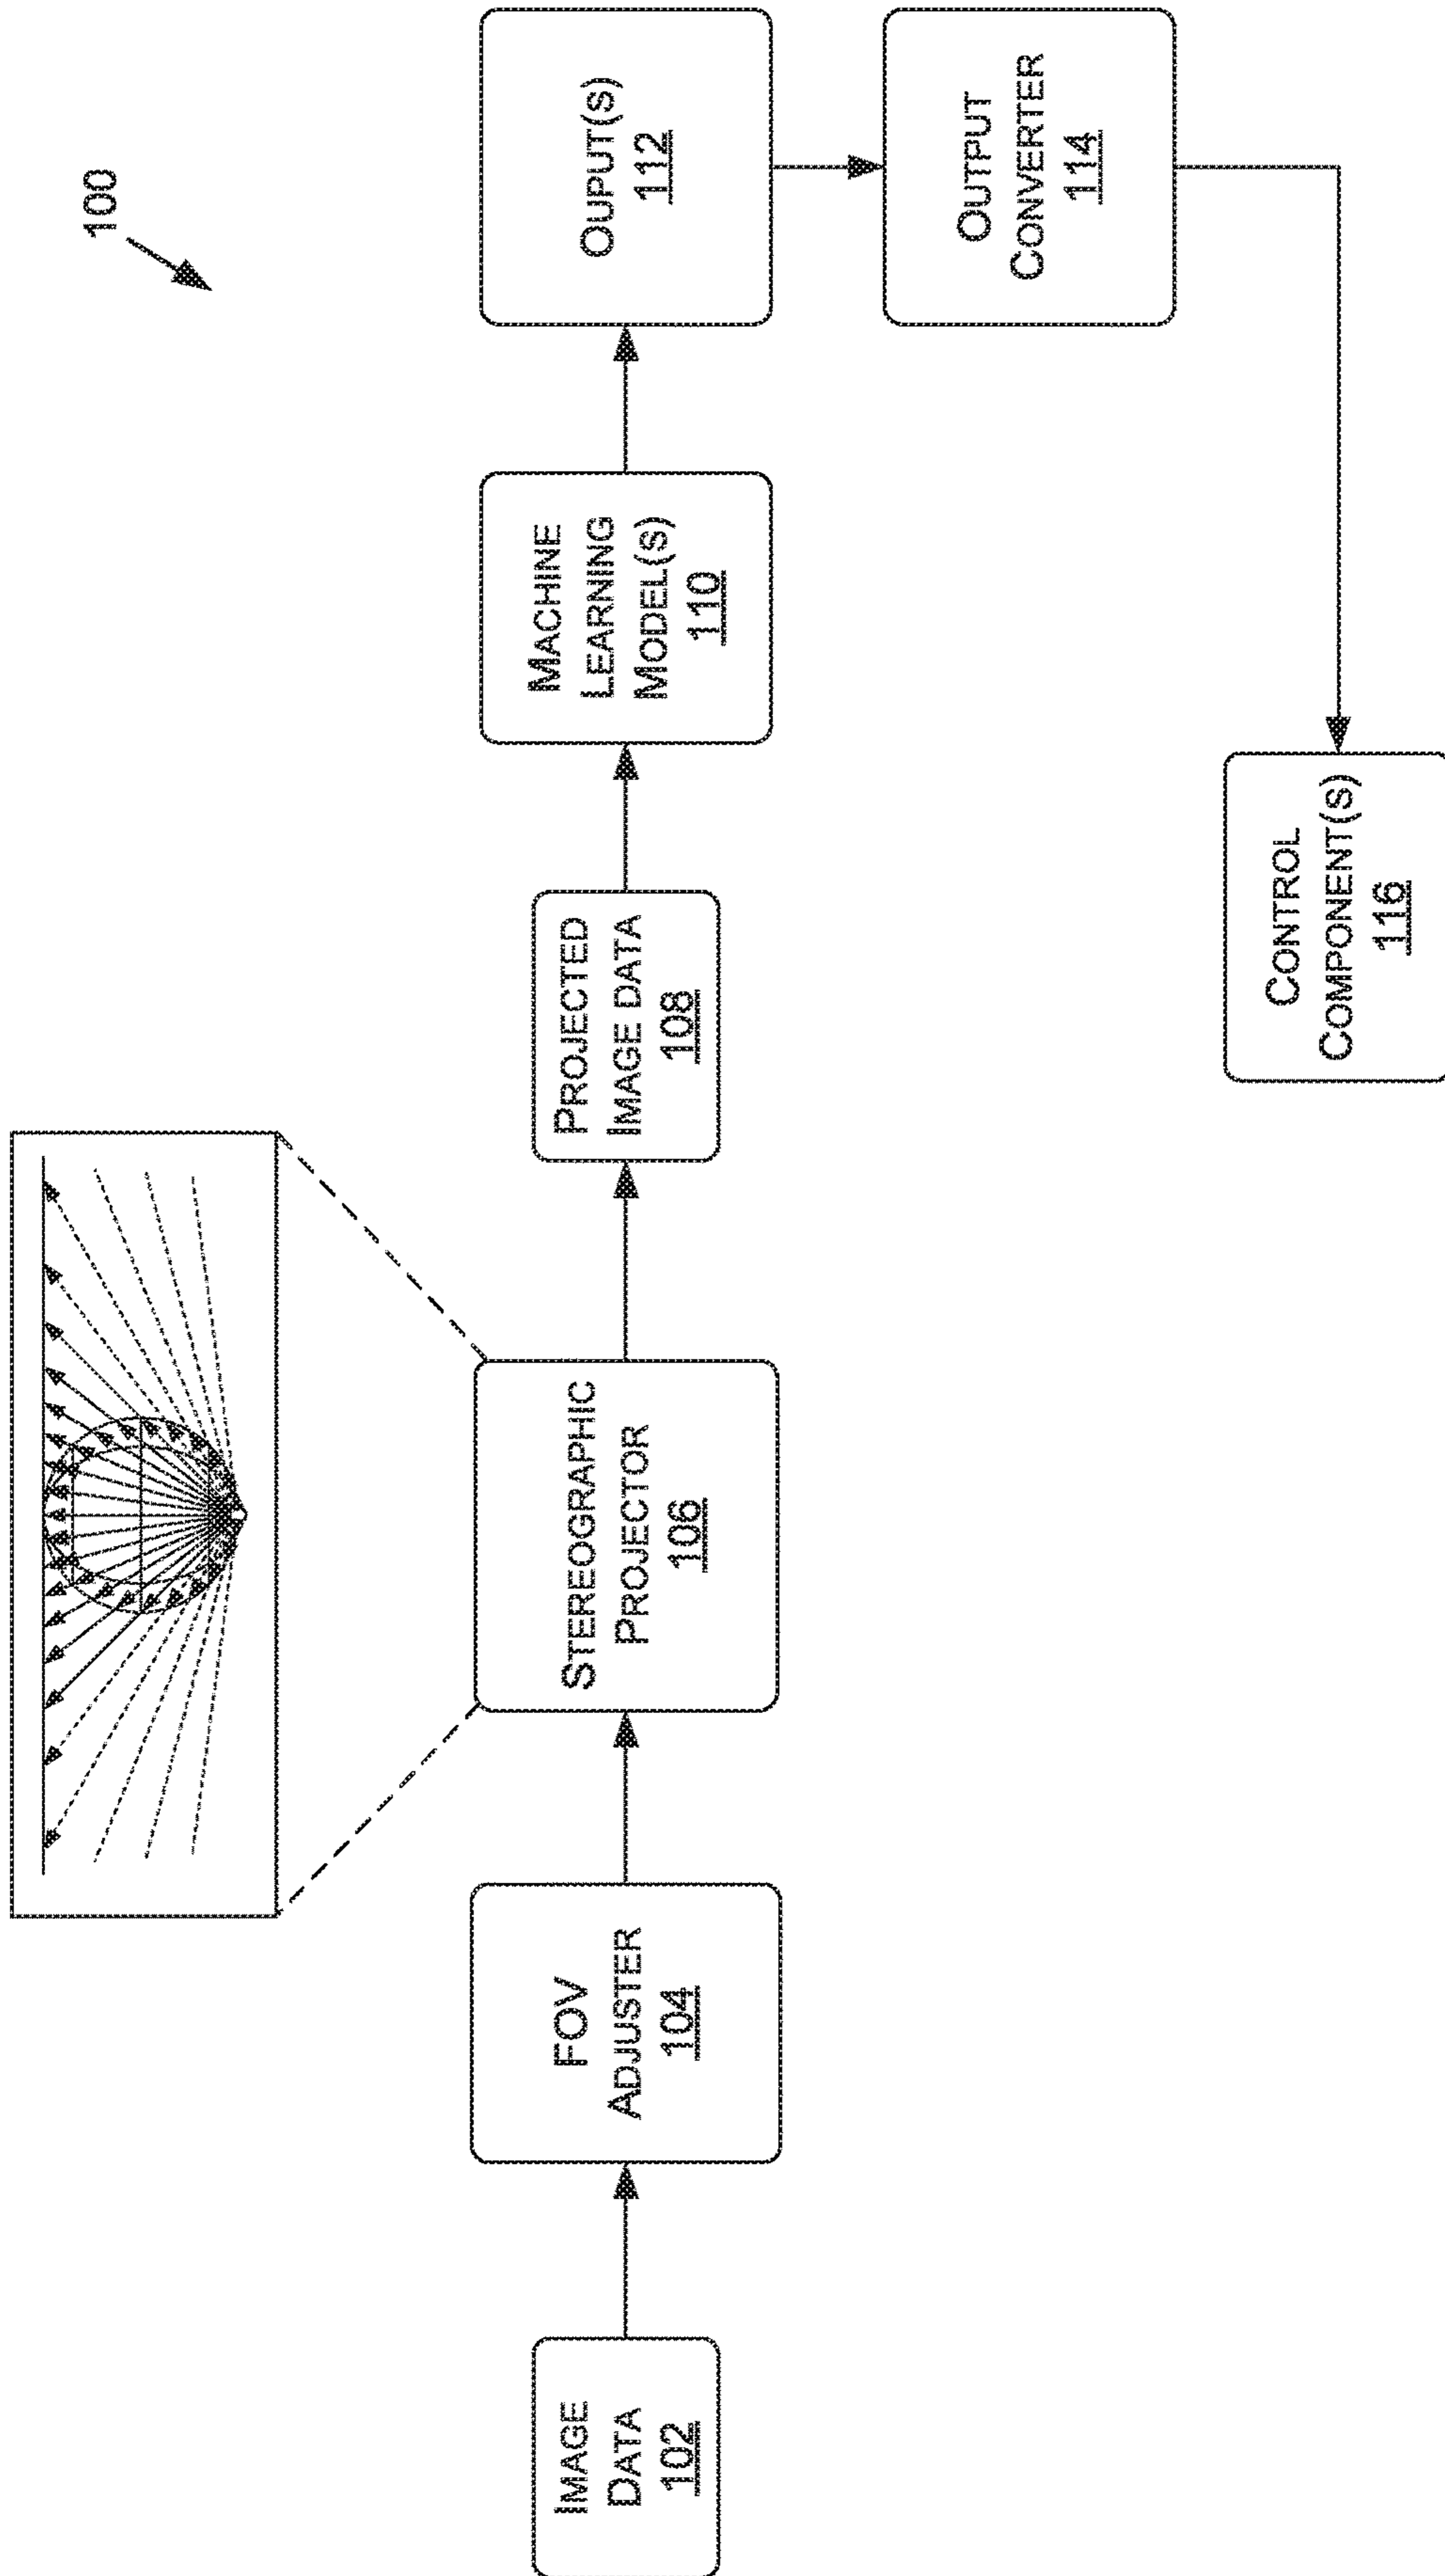 100
IMAGE
DATA
102
FOV
ADJUSTER
104
STEREOGRAPHIC
PROJECTOR
106
PROJECTED
IMAGE DATA
108
MACHINE
LEARNING
MODEL(S)
110
OUPUT(S)
112
OUTPUT
CONVERTER
114
CONTROL
COMPONENT(S)
116